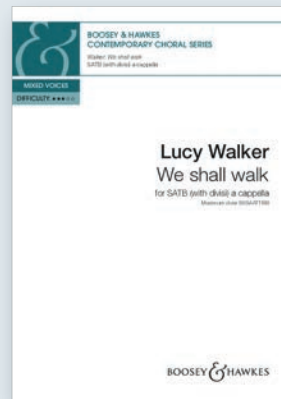 &
BOOSEY & HAWKES
CONTEMPORARY CHORAL SERIES
Walker: We shall walk
SATB (with divisi) a cappella
MIXED VOICES
DIFFICULTY ●●●○○
Lucy Walker
We shall walk
for SATB (with divisi) a cappella
BOOSEY & HAWKES